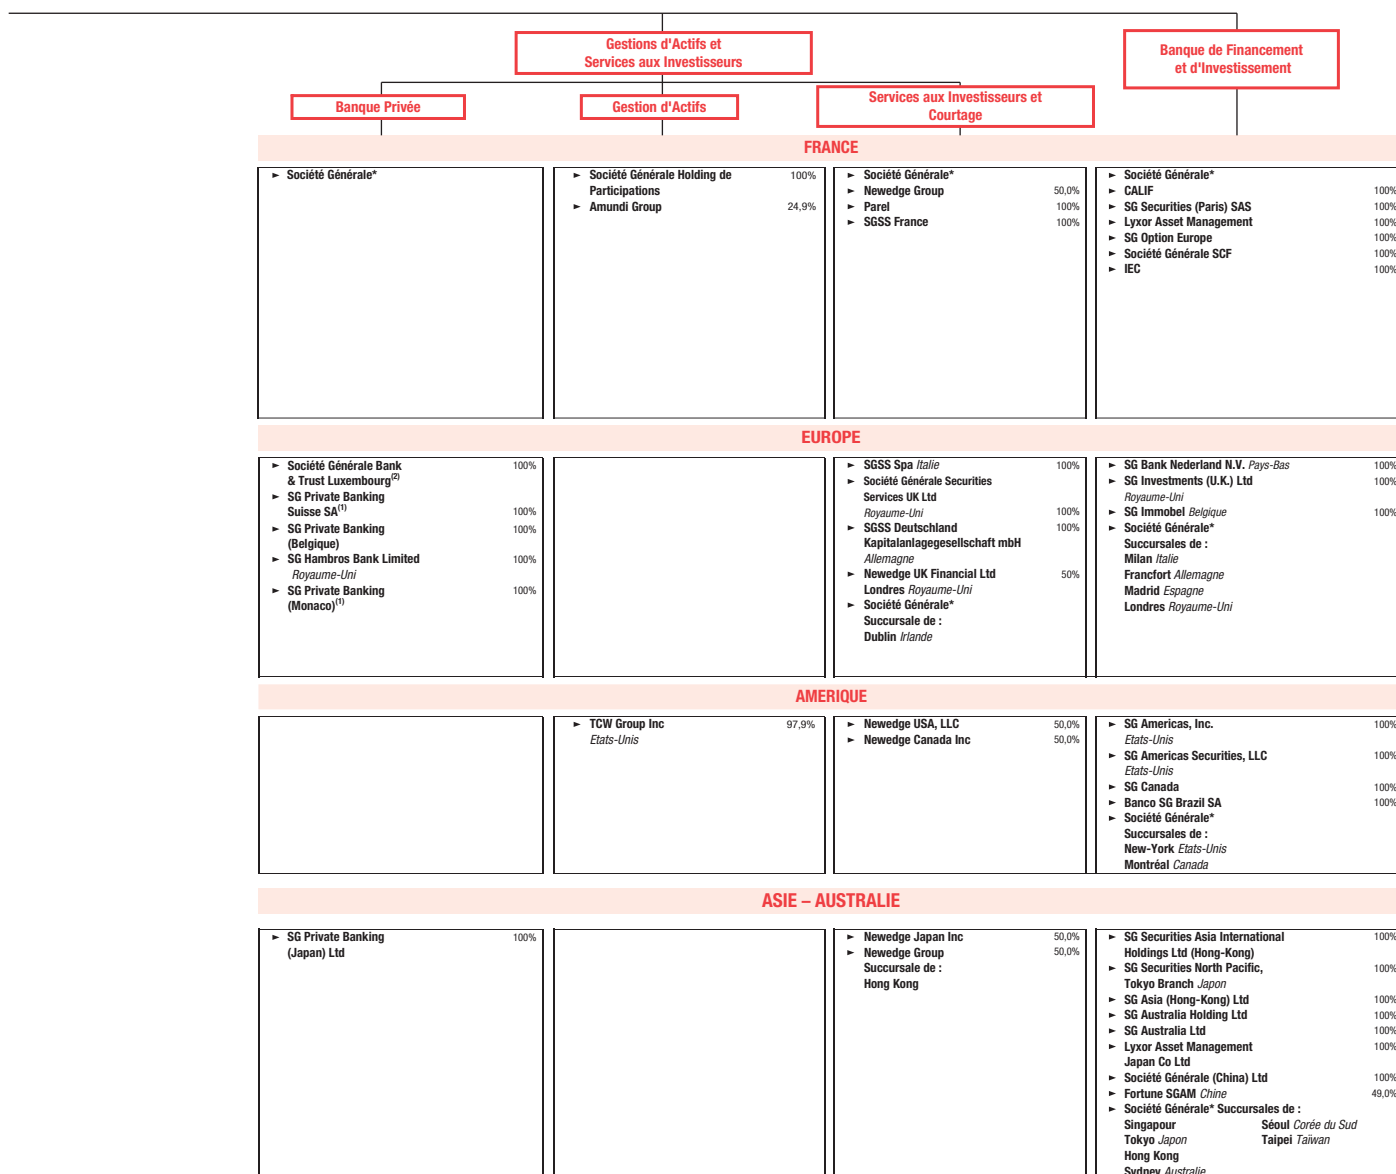 Gestions d'Actifs et
Services aux Investisseurs
Banque de Financement
et d'Investissement
Banque Privée
Gestion d'Actifs
Services aux Investisseurs et
Courtage
FRANCE
► Société Générale*
► Société Générale Holding de 100%
Participations
► Amundi Group 24,9%
► Société Générale*
► Newedge Group 50,0%
► Parel 100%
► SGSS France 100%
► Société Générale*
► CALIF 100%
► SG Securities (Paris) SAS 100%
► Lyxor Asset Management 100%
► SG Option Europe 100%
► Société Générale SCF 100%
► IEC 100%
EUROPE
► Société Générale Bank 100%
& Trust Luxembourg(2)
► SG Private Banking
Suisse SA(1) 100%
► SG Private Banking 100%
(Belgique)
► SG Hambros Bank Limited 100%
Royaume-Uni
► SG Private Banking 100%
(Monaco)(1)
► SGSS Spa Italie 100%
► Société Générale Securities
Services UK Ltd
Royaume-Uni 100%
► SGSS Deutschland 100%
Kapitalanlagegesellschaft mbH
Allemagne
► Newedge UK Financial Ltd 50%
Londres Royaume-Uni
► Société Générale*
Succursale de :
Dublin Irlande
► SG Bank Nederland N.V. Pays-Bas 100%
► SG Investments (U.K.) Ltd 100%
Royaume-Uni
► SG Immobel Belgique 100%
► Société Générale*
Succursales de :
Milan Italie
Francfort Allemagne
Madrid Espagne
Londres Royaume-Uni
AMERIQUE
► TCW Group Inc 97,9%
Etats-Unis
► Newedge USA, LLC 50,0%
► Newedge Canada Inc 50,0%
► SG Americas, Inc. 100%
Etats-Unis
► SG Americas Securities, LLC 100%
Etats-Unis
► SG Canada 100%
► Banco SG Brazil SA 100%
► Société Générale*
Succursales de :
New-York Etats-Unis
Montréal Canada
ASIE – AUSTRALIE
► SG Private Banking 100%
(Japan) Ltd
► Newedge Japan Inc 50,0%
► Newedge Group 50,0%
Succursale de :
Hong Kong
► SG Securities Asia International 100%
Holdings Ltd (Hong-Kong)
► SG Securities North Pacific, 100%
Tokyo Branch Japon
► SG Asia (Hong-Kong) Ltd 100%
► SG Australia Holding Ltd 100%
► SG Australia Ltd 100%
► Lyxor Asset Management 100%
Japan Co Ltd
► Société Générale (China) Ltd 100%
► Fortune SGAM Chine 49,0%
► Société Générale* Succursales de :
Singapour Séoul Corée du Sud
Tokyo Japon Taipei Taïwan
Hong Kong
Sydney Australie